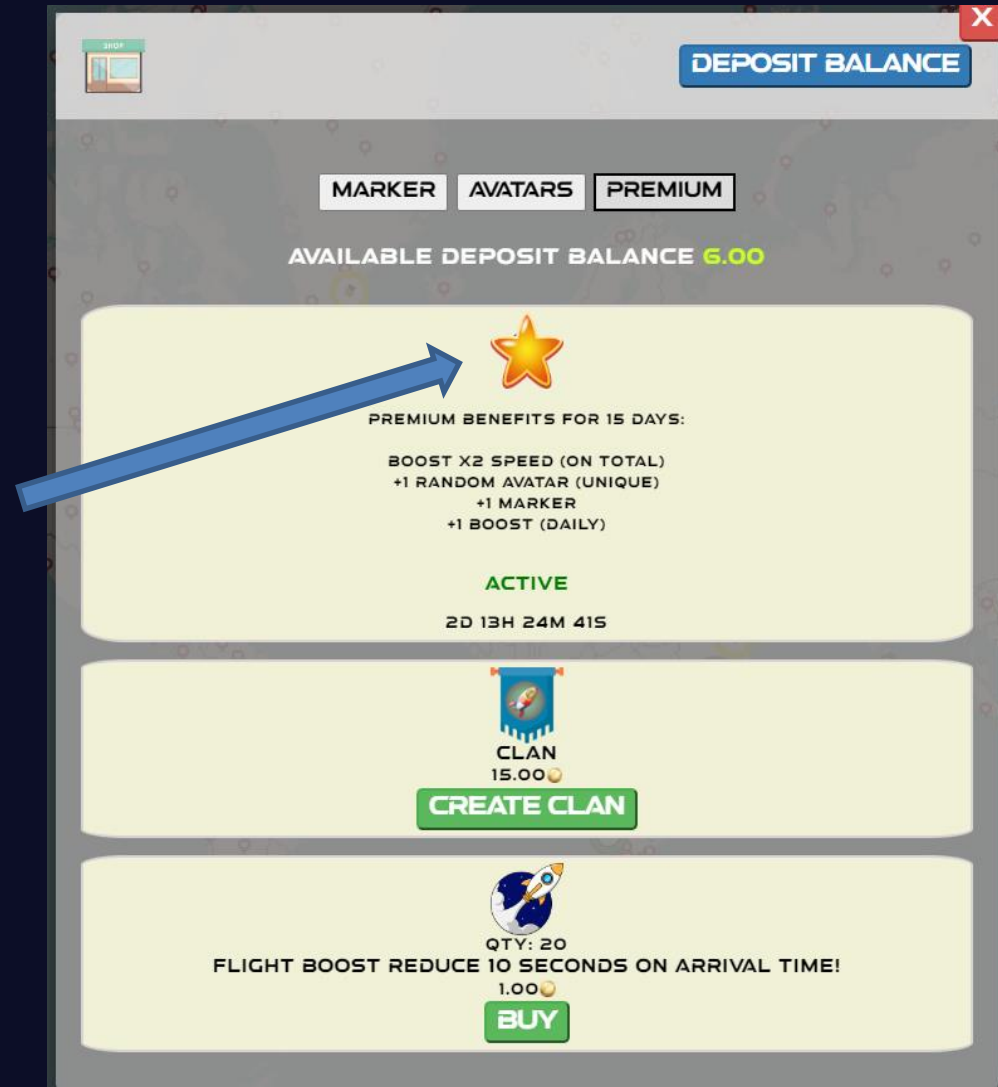 X
SHOP
DEPOSIT BALANCE
MARKER AVATARS PREMIUM
AVAILABLE DEPOSIT BALANCE 6.00
PREMIUM BENEFITS FOR 15 DAYS:
BOOST X2 SPEED (ON TOTAL)
+1 RANDOM AVATAR (UNIQUE)
+1 MARKER
+1 BOOST (DAILY)
ACTIVE
2D 13H 24M 41S
CLAN
15.00
CREATE CLAN
QTY: 20
FLIGHT BOOST REDUCE 10 SECONDS ON ARRIVAL TIME!
1.00
BUY